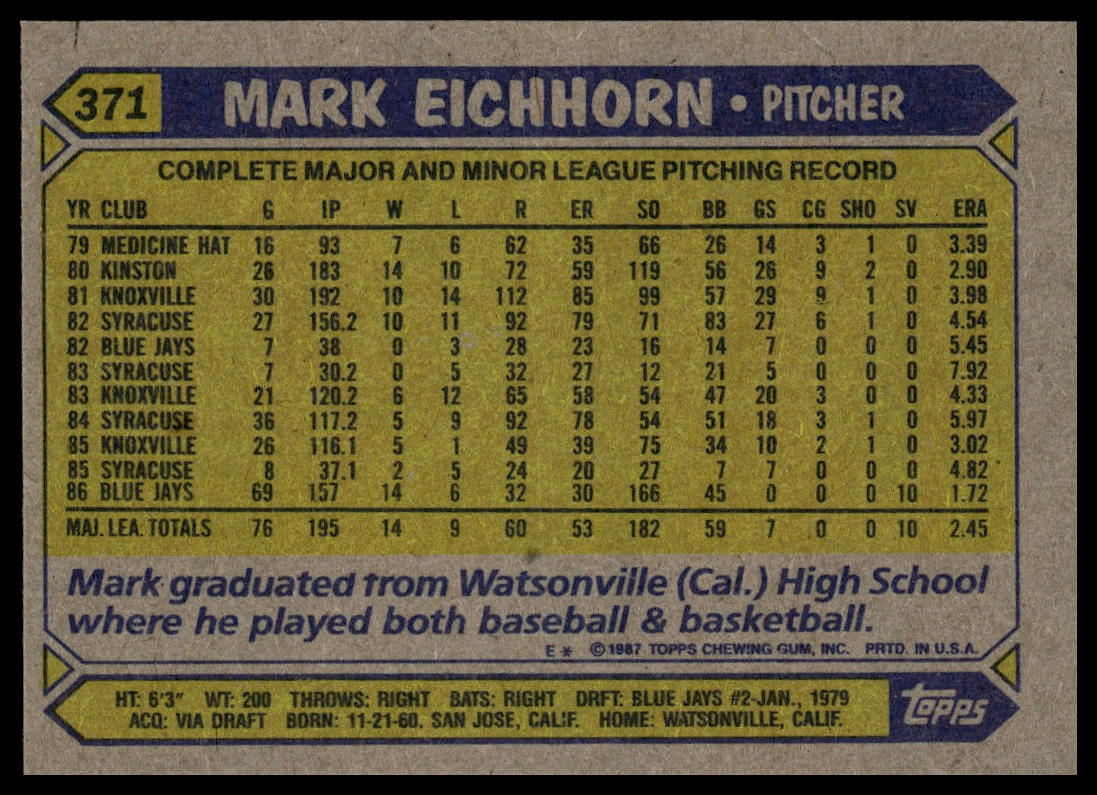 371 MARK EICHHORN • PITCHER
COMPLETE MAJOR AND MINOR LEAGUE PITCHING RECORD
YR CLUB G IP W L R ER SO BB GS CG SHO SV ERA
79 MEDICINE HAT 16 93 7 6 62 35 66 26 14 3 1 0 3.39
80 KINSTON 26 183 14 10 72 59 119 56 26 9 2 0 2.90
81 KNOXVILLE 30 192 10 14 112 85 99 57 29 9 1 0 3.98
82 SYRACUSE 27 156.2 10 11 92 79 71 83 27 6 1 0 4.54
82 BLUE JAYS 7 38 0 3 28 23 16 14 7 0 0 0 5.45
83 SYRACUSE 7 30.2 0 5 32 27 12 21 5 0 0 0 7.92
83 KNOXVILLE 21 120.2 6 12 65 58 54 47 20 3 0 0 4.33
84 SYRACUSE 36 117.2 5 9 92 78 54 51 18 3 1 0 5.97
85 KNOXVILLE 26 116.1 5 1 49 39 75 34 10 2 1 0 3.02
85 SYRACUSE 8 37.1 2 5 24 20 27 7 7 0 0 0 4.82
86 BLUE JAYS 69 157 14 6 32 30 166 45 0 0 0 10 1.72
MAJ. LEA. TOTALS 76 195 14 9 60 53 182 59 7 0 0 10 2.45
Mark graduated from Watsonville (Cal.) High School
where he played both baseball & basketball.
E * © 1987 TOPPS CHEWING GUM, INC. PRTD. IN U.S.A.
HT: 6'3" WT: 200 THROWS: RIGHT BATS: RIGHT DRFT: BLUE JAYS #2-JAN., 1979
ACQ: VIA DRAFT BORN: 11-21-60, SAN JOSE, CALIF. HOME: WATSONVILLE, CALIF.
topps